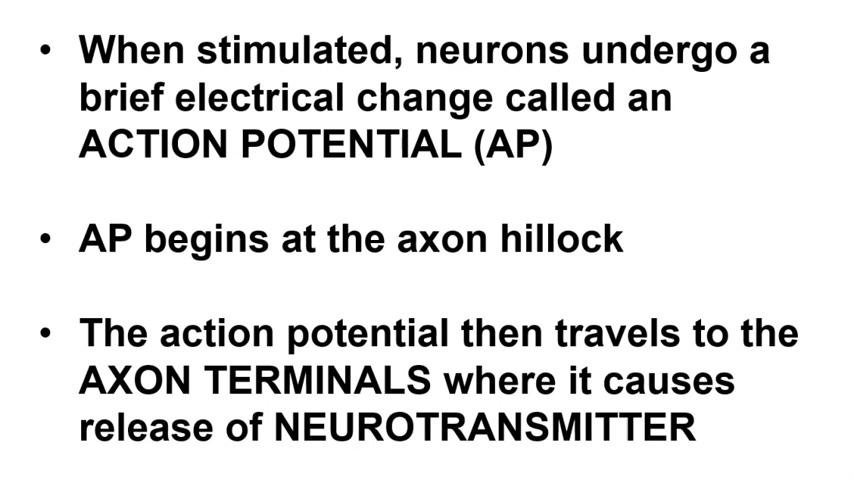 • When stimulated, neurons undergo a
brief electrical change called an
ACTION POTENTIAL (AP)
• AP begins at the axon hillock
• The action potential then travels to the
AXON TERMINALS where it causes
release of NEUROTRANSMITTER